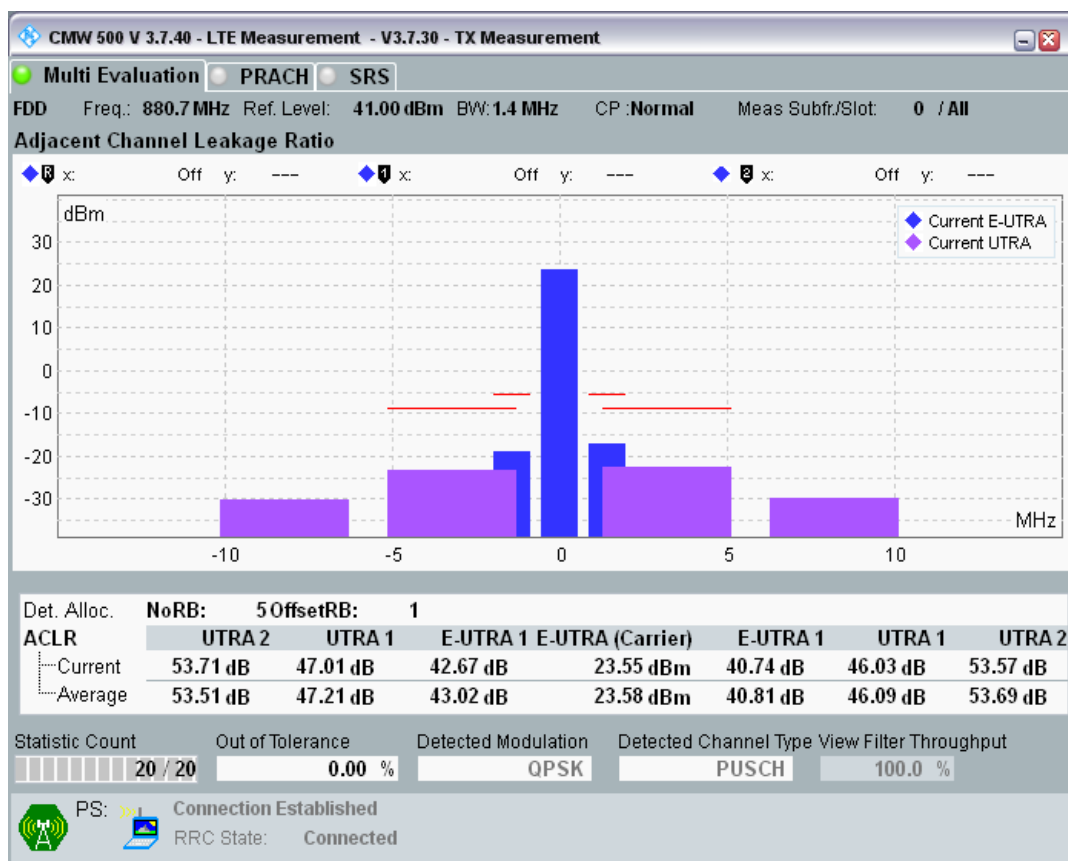 CMW 500 V 3.7.40 - LTE Measurement - V3.7.30 - TX Measurement
Multi Evaluation PRACH SRS
FDD Freq.: 880.7 MHz Ref. Level: 41.00 dBm BW: 1.4 MHz CP :Normal Meas Subfr./Slot: 0 / All
Adjacent Channel Leakage Ratio
R x: Off y: --- 1 x: Off y: --- 2 x: Off y: ---
dBm
Current E-UTRA
Current UTRA
30
20
10
0
-10
-20
-30
MHz
-10 -5 0 5 10
Det. Alloc. NoRB: 5 OffsetRB: 1
ACLR UTRA 2 UTRA 1 E-UTRA 1 E-UTRA (Carrier) E-UTRA 1 UTRA 1 UTRA 2
Current 53.71 dB 47.01 dB 42.67 dB 23.55 dBm 40.74 dB 46.03 dB 53.57 dB
Average 53.51 dB 47.21 dB 43.02 dB 23.58 dBm 40.81 dB 46.09 dB 53.69 dB
Statistic Count Out of Tolerance Detected Modulation Detected Channel Type View Filter Throughput
20 / 20 0.00 % QPSK PUSCH 100.0 %
PS: Connection Established
RRC State: Connected